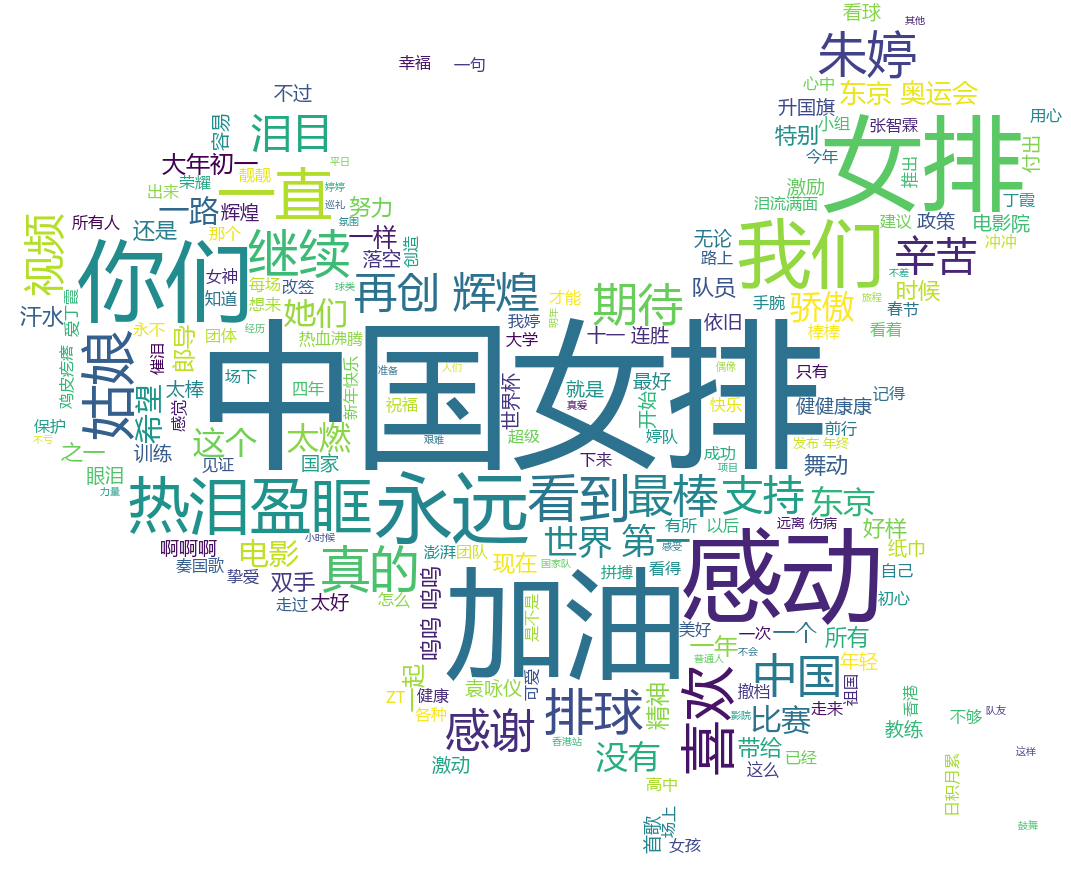 看球
其他
朱婷
幸福
一句
心中
东京 奥运会
不过
升国旗
用心
泪目
容易
特别
小组
张智霖
女排
付出
大年初一
平日
今年
推出
靓靓
一直
荣耀
婷婷
出来
激励
丁霞
巡礼
努力
泪流满面
一路
辉煌
氛围
所有人
建议
政策
电影院
视频
还是
那个
继续
一样
创造
无论
我们
辛苦
冲冲
你们
落空
路上
女神
每场
改签
球类
再创 辉煌
期待
队员
不差
时候
知道
想来
她们
才能
手腕
骄傲
旅程
春节
汗水
爱丁霞
永不
团体
经历
热血沸腾
我婷
明年
依旧
棒棒
看着
姑娘
催泪
郎导
大学
十一 连胜
中国女排
鸡皮疙瘩
太棒
场下
新年快乐
准备
人们
偶像
只有
四年
世界杯
就是
最好
记得
希望
感觉
祝福
真爱
开始
快乐
健健康康
保护
不亏
这个
太燃
艰难
超级
婷队
前行
之一
训练
见证
国家
下来
成功
发布 年终
眼泪
项目
舞动
力量
热泪盈眶
永远
看到
最棒
支持
东京
小时候
世界 第一
有所
以后
远离 伤病
好样
啊啊啊
电影
真的
澎湃
团队
现在
感受
感动
纸巾
奏国歌
挚爱
双手
呜呜 呜呜
国家队
拼搏
看得
自己
走过
太好
怎么
加油
是不是
初心
美好
一次
一个
所有
一年
不会
普通人
年轻
一起
袁咏仪
可爱
喜欢
中国
祖国
ZT
健康
各种
排球
精神
撤档
香港
感谢
影院
比赛
走来
教练
不够
队友
香港站
没有
带给
已经
这样
激动
这么
高中
日积月累
首歌
场上
鼓舞
女孩